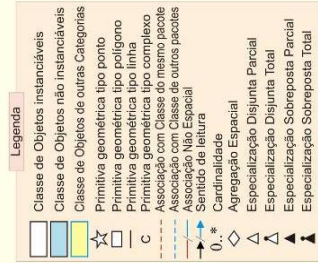 Legenda
Classe de Objetos instanciáveis
Classe de Objetos não instanciáveis
Classe de Objetos de outras Categorias
Primitiva geométrica tipo ponto
Primitiva geométrica tipo polígono
Primitiva geométrica tipo linha
C Primitiva geométrica tipo complexo
Associação com Classe do mesmo pacote
Associação com Classe de outros pacotes
Associação Não Espacial
Sentido de leitura
0..* Cardinalidade
Agregação Espacial
Especialização Disjunta Parcial
Especialização Disjunta Total
Especialização Sobreposta Parcial
Especialização Sobreposta Total